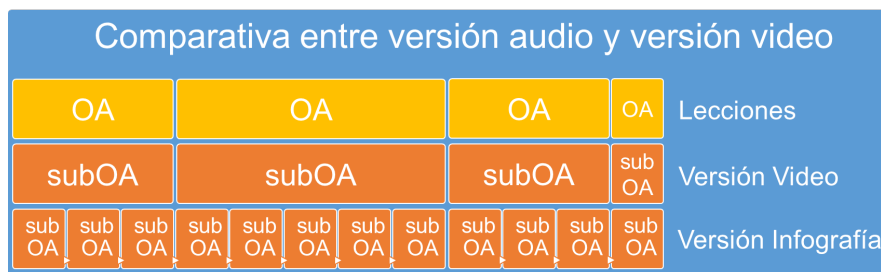 Comparativa entre versión audio y versión video
OA OA OA OA Lecciones
subOA subOA subOA sub OA Versión Video
sub sub sub sub sub sub sub sub sub sub sub sub
OA OA OA OA OA OA OA OA OA OA OA OA
Versión Infografía